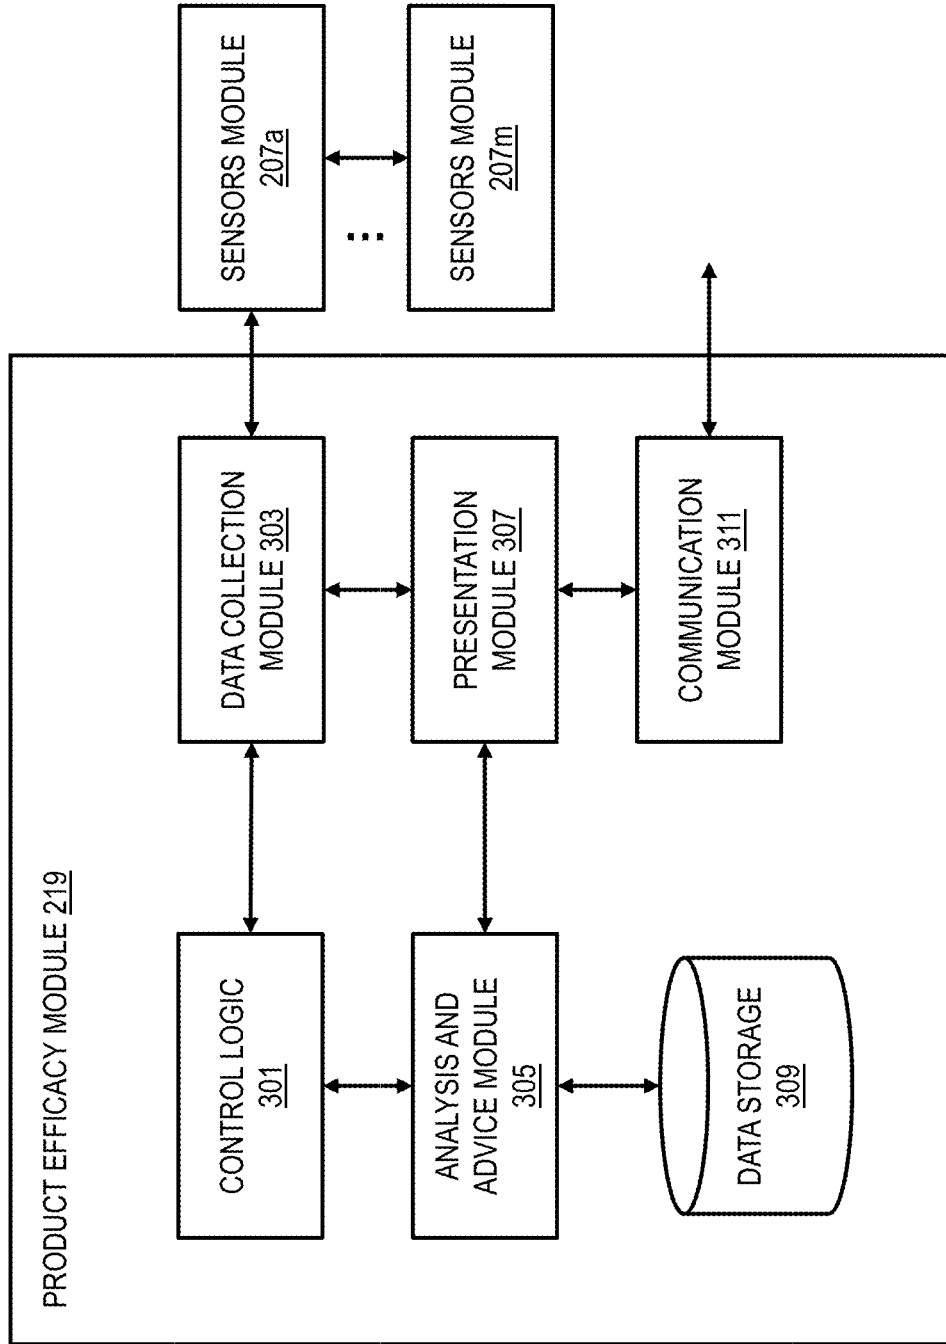 PRODUCT EFFICACY MODULE 219
CONTROL LOGIC
301
DATA COLLECTION
MODULE 303
SENSORS MODULE
207a
...
ANALYSIS AND
ADVICE MODULE
305
PRESENTATION
MODULE 307
SENSORS MODULE
207m
DATA STORAGE
309
COMMUNICATION
MODULE 311